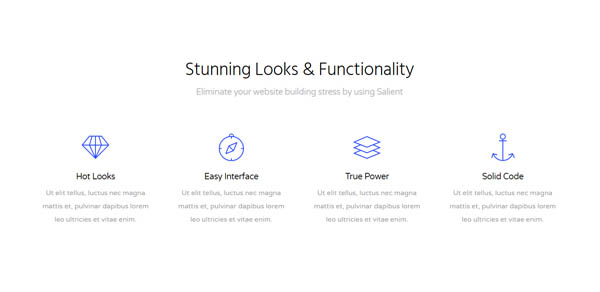 Stunning Looks & Functionality
Eliminate your website building stress by using Salient
Hot Looks
Ut elit tellus, luctus nec magna
mattis et, pulvinar dapibus lorem
leo ultricies et vitae enim.
Easy Interface
Ut elit tellus, luctus nec magna
mattis et, pulvinar dapibus lorem
leo ultricies et vitae enim.
True Power
Ut elit tellus, luctus nec magna
mattis et, pulvinar dapibus lorem
leo ultricies et vitae enim.
Solid Code
Ut elit tellus, luctus nec magna
mattis et, pulvinar dapibus lorem
leo ultricies et vitae enim.